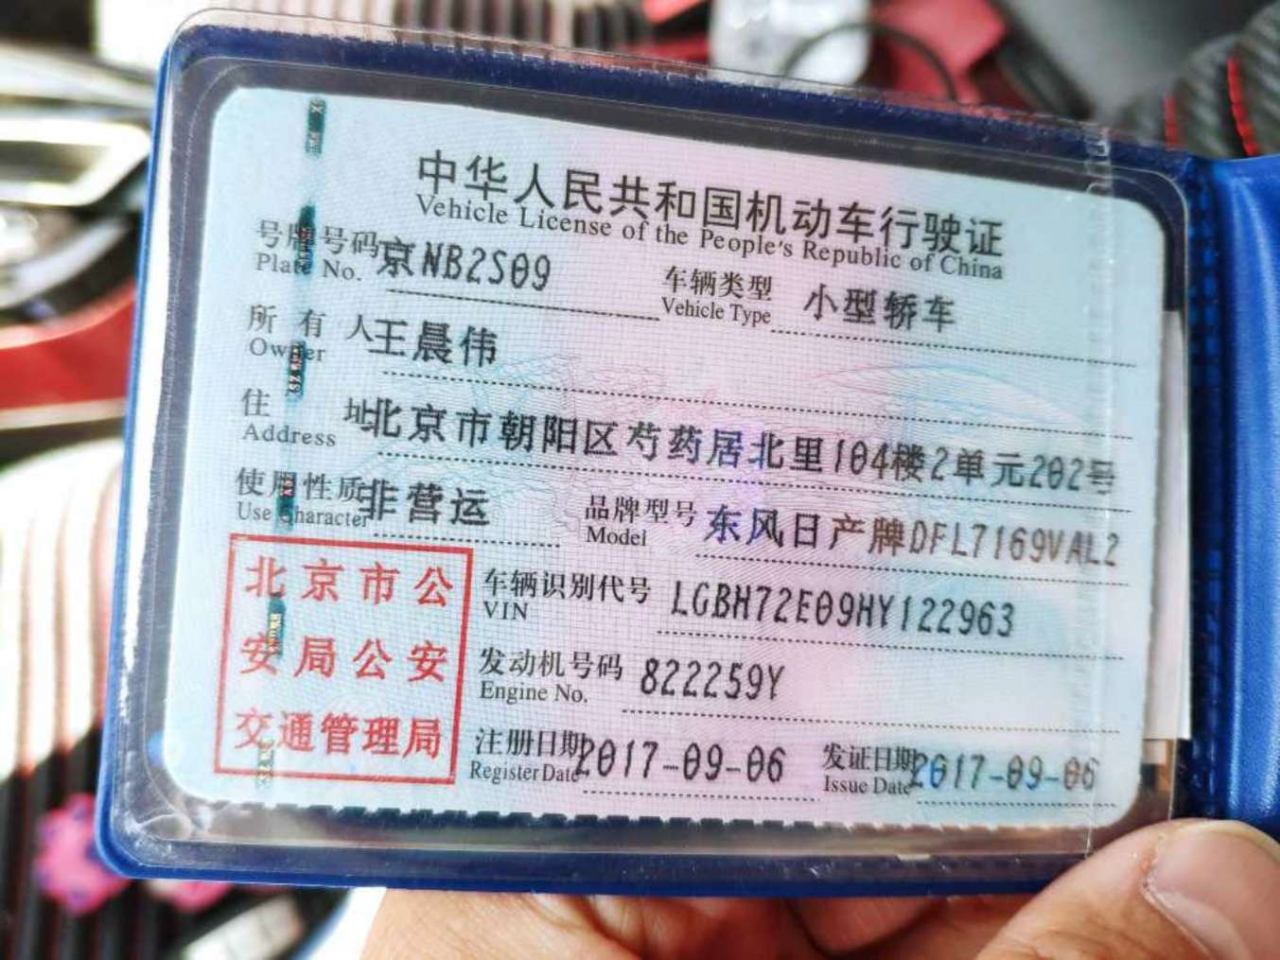 中华人民共和国机动车行驶证
Vehicle License of the People's Republic of China
号牌号码 京NB2S09 车辆类型 小型轿车
Plate No. Vehicle Type
所有人 王晨伟
Owner
住址 北京市朝阳区芍药居北里104楼2单元202号
Address
使用性质 非营运 品牌型号 东风日产牌DFL7169VAL2
Use Character Model
北京市公
安局公安
交通管理局
车辆识别代号 LGBH72E09HY122963
VIN
发动机号码 822259Y
Engine No.
注册日期 2017-09-06 发证日期 2017-09-06
Register Date Issue Date